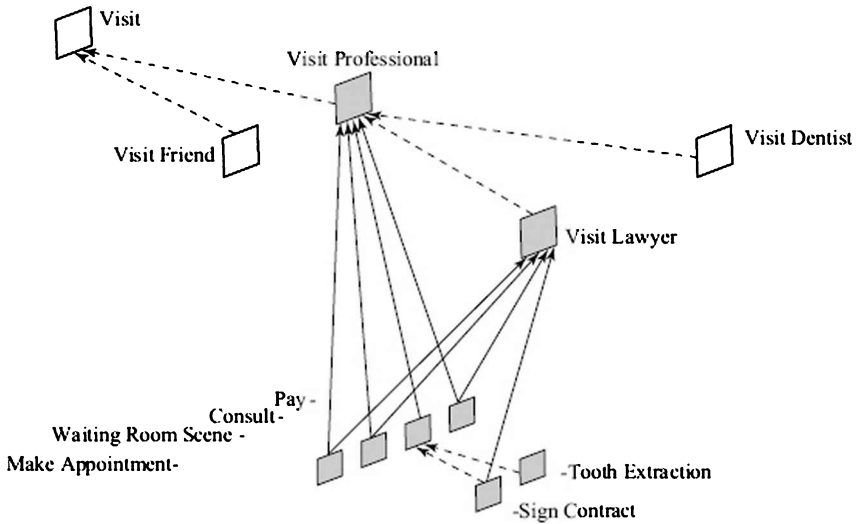 Visit
Visit Professional
Visit Friend
Visit Dentist
Visit Lawyer
Pay-
Consult-
Waiting Room Scene -
Make Appointment-
-Tooth Extraction
-Sign Contract